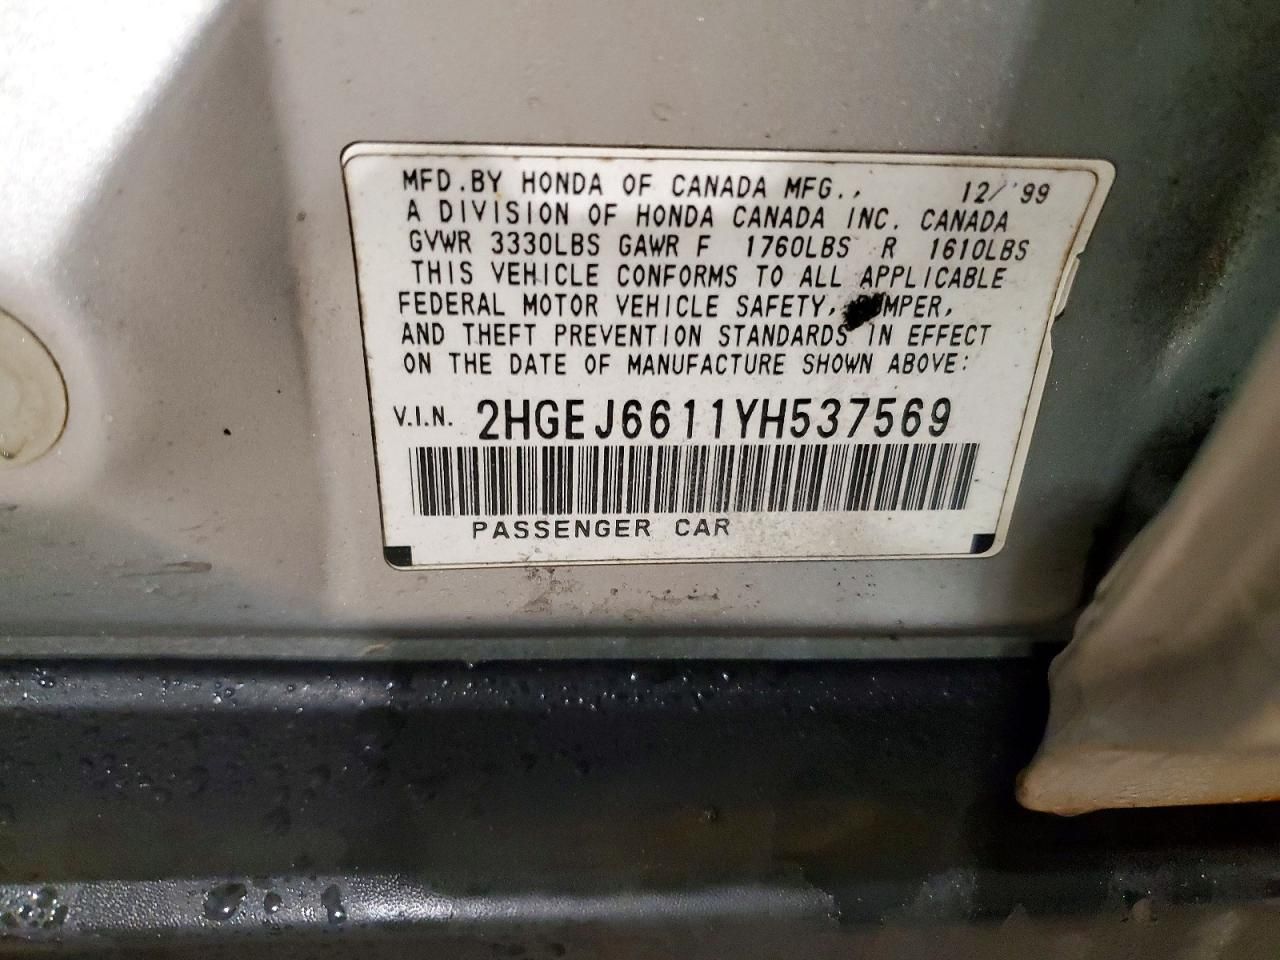 MFD.BY HONDA OF CANADA MFG., 12/'99
A DIVISION OF HONDA CANADA INC. CANADA
GVWR 3330LBS GAWR F 1760LBS R 1610LBS
THIS VEHICLE CONFORMS TO ALL APPLICABLE
FEDERAL MOTOR VEHICLE SAFETY, BUMPER,
AND THEFT PREVENTION STANDARDS IN EFFECT
ON THE DATE OF MANUFACTURE SHOWN ABOVE:
V.I.N. 2HGEJ6611YH537569
PASSENGER CAR